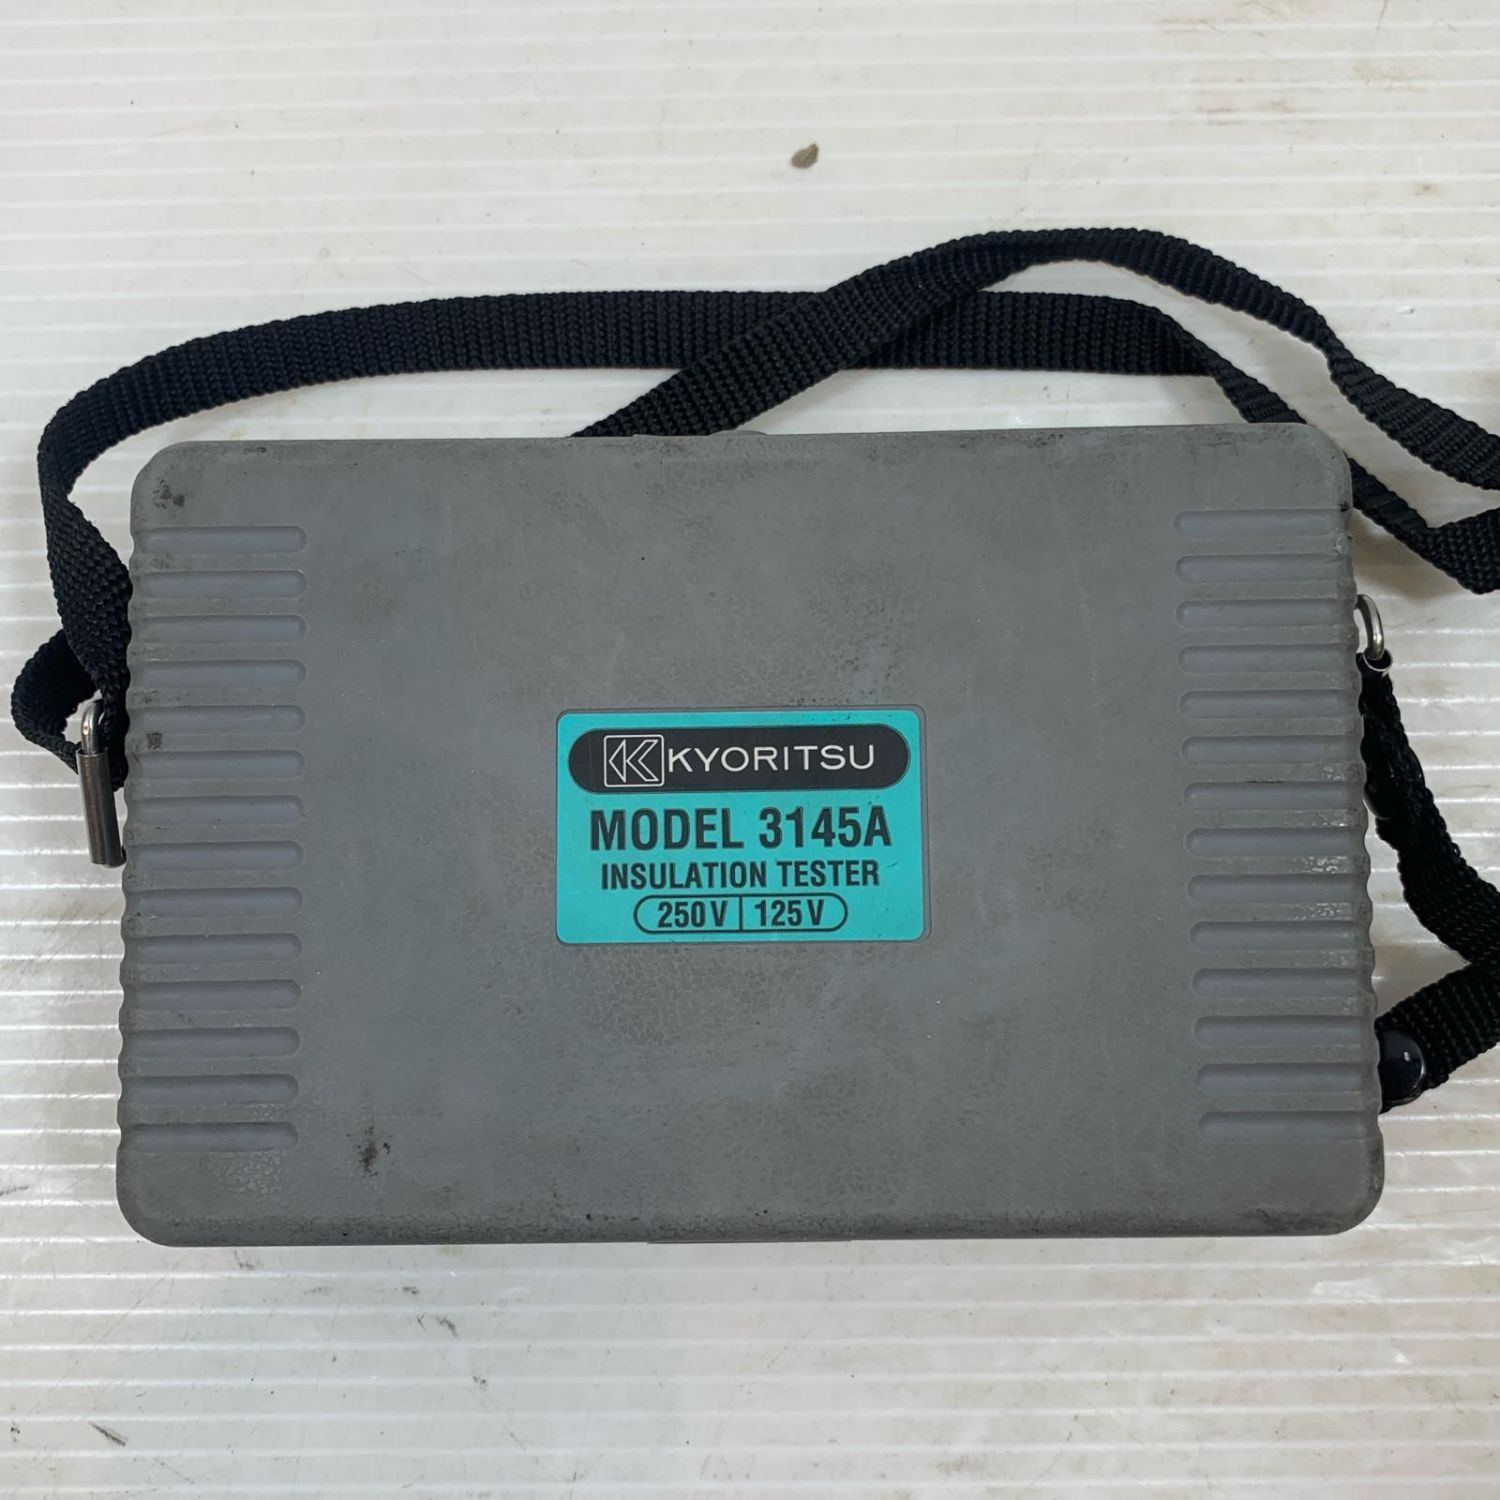 KYORITSU
MODEL 3145A
INSULATION TESTER
250V 125V